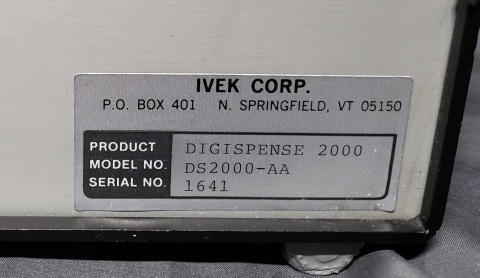 IVEK CORP.
P.O. BOX 401 N. SPRINGFIELD, VT 05150
PRODUCT DIGISPENSE 2000
MODEL NO. DS2000-AA
SERIAL NO. 1641